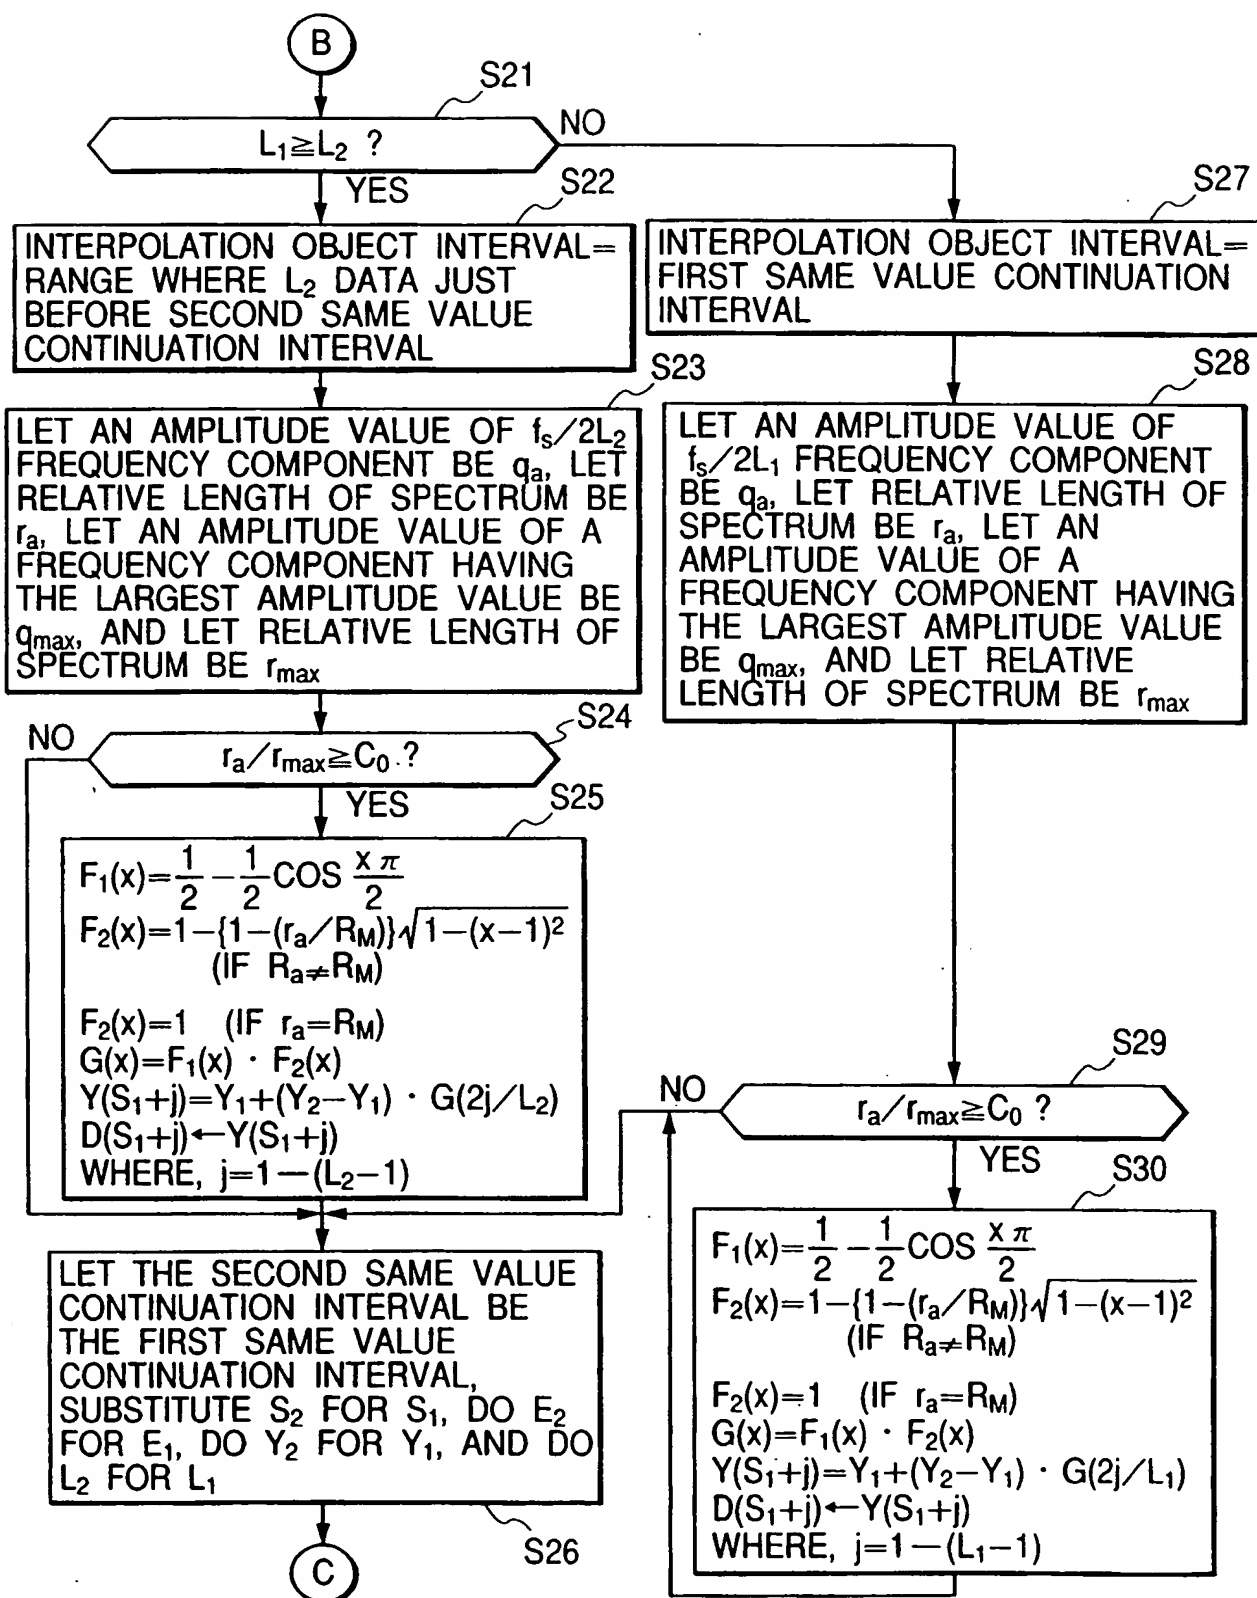 B
S21
L₁≧L₂ ?
NO
YES
S22
INTERPOLATION OBJECT INTERVAL=
RANGE WHERE L₂ DATA JUST
BEFORE SECOND SAME VALUE
CONTINUATION INTERVAL
S27
INTERPOLATION OBJECT INTERVAL=
FIRST SAME VALUE CONTINUATION
INTERVAL
S23
LET AN AMPLITUDE VALUE OF fₛ/2L₂
FREQUENCY COMPONENT BE qₐ, LET
RELATIVE LENGTH OF SPECTRUM BE
rₐ, LET AN AMPLITUDE VALUE OF A
FREQUENCY COMPONENT HAVING
THE LARGEST AMPLITUDE VALUE BE
qmax, AND LET RELATIVE LENGTH OF
SPECTRUM BE rmax
S28
LET AN AMPLITUDE VALUE OF
fₛ/2L₁ FREQUENCY COMPONENT
BE qₐ, LET RELATIVE LENGTH OF
SPECTRUM BE rₐ, LET AN
AMPLITUDE VALUE OF A
FREQUENCY COMPONENT HAVING
THE LARGEST AMPLITUDE VALUE
BE qmax, AND LET RELATIVE
LENGTH OF SPECTRUM BE rmax
S24
NO
rₐ/rmax≧C₀ ?
YES
S25
F₁(x)=1/2−1/2 COS xπ/2
F₂(x)=1−{1−(rₐ/RM)}√1−(x−1)²
(IF Rₐ≠RM)
F₂(x)=1 (IF rₐ=RM)
G(x)=F₁(x) · F₂(x)
Y(S₁+j)=Y₁+(Y₂−Y₁) · G(2j/L₂)
D(S₁+j)←Y(S₁+j)
WHERE, j=1—(L₂−1)
S29
NO
rₐ/rmax≧C₀ ?
YES
S30
F₁(x)=1/2−1/2 COS xπ/2
F₂(x)=1−{1−(rₐ/RM)}√1−(x−1)²
(IF Rₐ≠RM)
F₂(x)=1 (IF rₐ=RM)
G(x)=F₁(x) · F₂(x)
Y(S₁+j)=Y₁+(Y₂−Y₁) · G(2j/L₁)
D(S₁+j)←Y(S₁+j)
WHERE, j=1—(L₁−1)
LET THE SECOND SAME VALUE
CONTINUATION INTERVAL BE
THE FIRST SAME VALUE
CONTINUATION INTERVAL,
SUBSTITUTE S₂ FOR S₁, DO E₂
FOR E₁, DO Y₂ FOR Y₁, AND DO
L₂ FOR L₁
S26
C